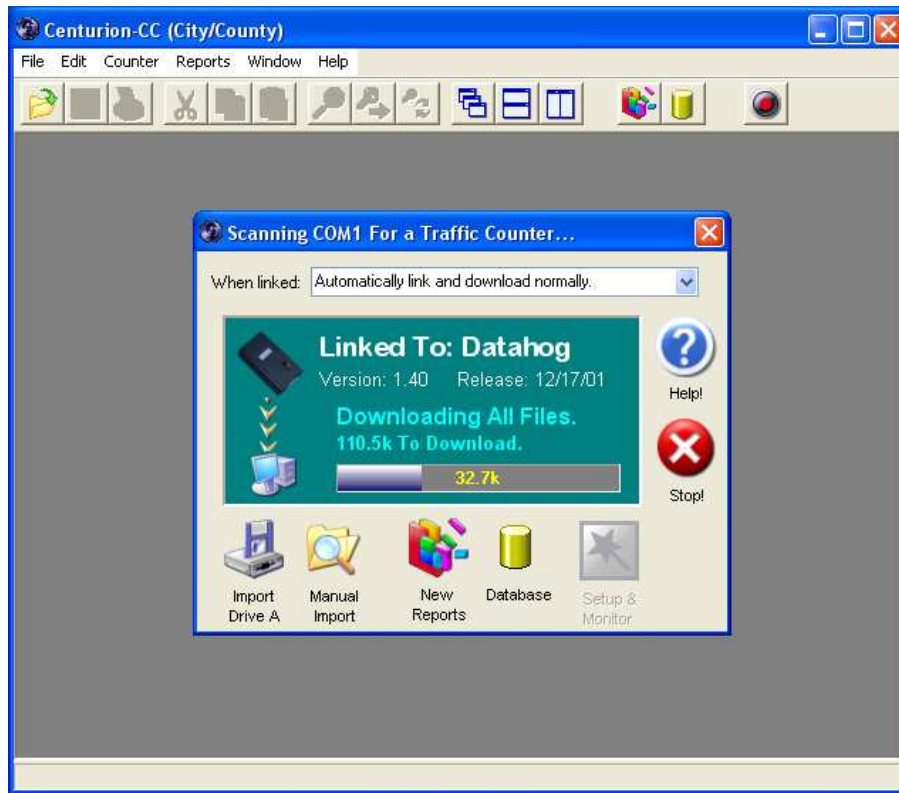 Centurion-CC (City/County)
File Edit Counter Reports Window Help
Scanning COM1 For a Traffic Counter...
When linked: Automatically link and download normally.
Linked To: Datahog
Version: 1.40 Release: 12/17/01
Downloading All Files.
110.5k To Download.
32.7k
Help!
Stop!
Import Drive A
Manual Import
New Reports
Database
Setup & Monitor